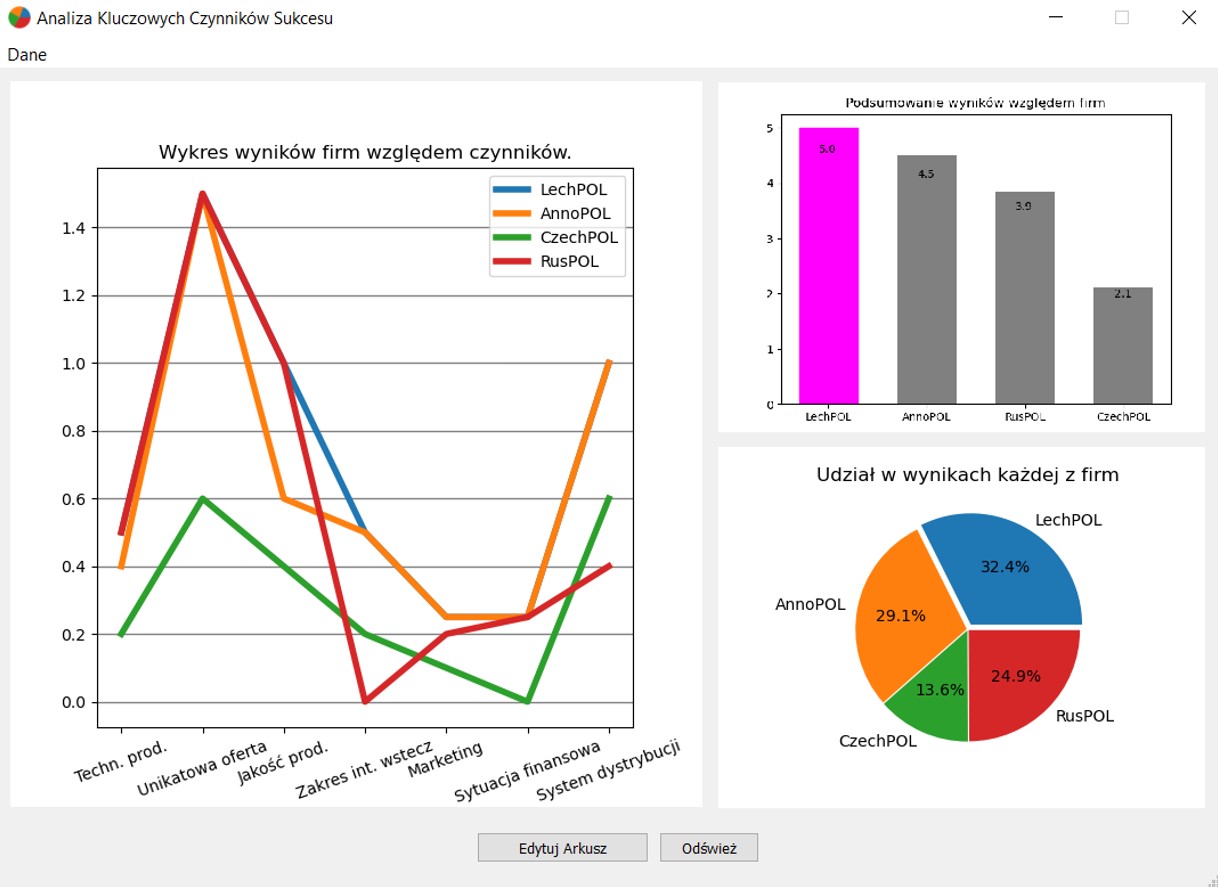 Analiza Kluczowych Czynników Sukcesu
Dane
Wykres wyników firm względem czynników.
LechPOL
AnnoPOL
CzechPOL
RusPOL
1.4
1.2
1.0
0.8
0.6
0.4
0.2
0.0
Techn. prod.
Unikatowa oferta
Jakość prod.
Zakres int. wstecz
Marketing
Sytuacja finansowa
System dystrybucji
Podsumowanie wyników względem firm
5
4
3
2
1
0
5.0
4.5
3.9
2.1
LechPOL
AnnoPOL
RusPOL
CzechPOL
Udział w wynikach każdej z firm
LechPOL
32.4%
AnnoPOL
29.1%
13.6%
24.9%
CzechPOL
RusPOL
Edytuj Arkusz
Odśwież